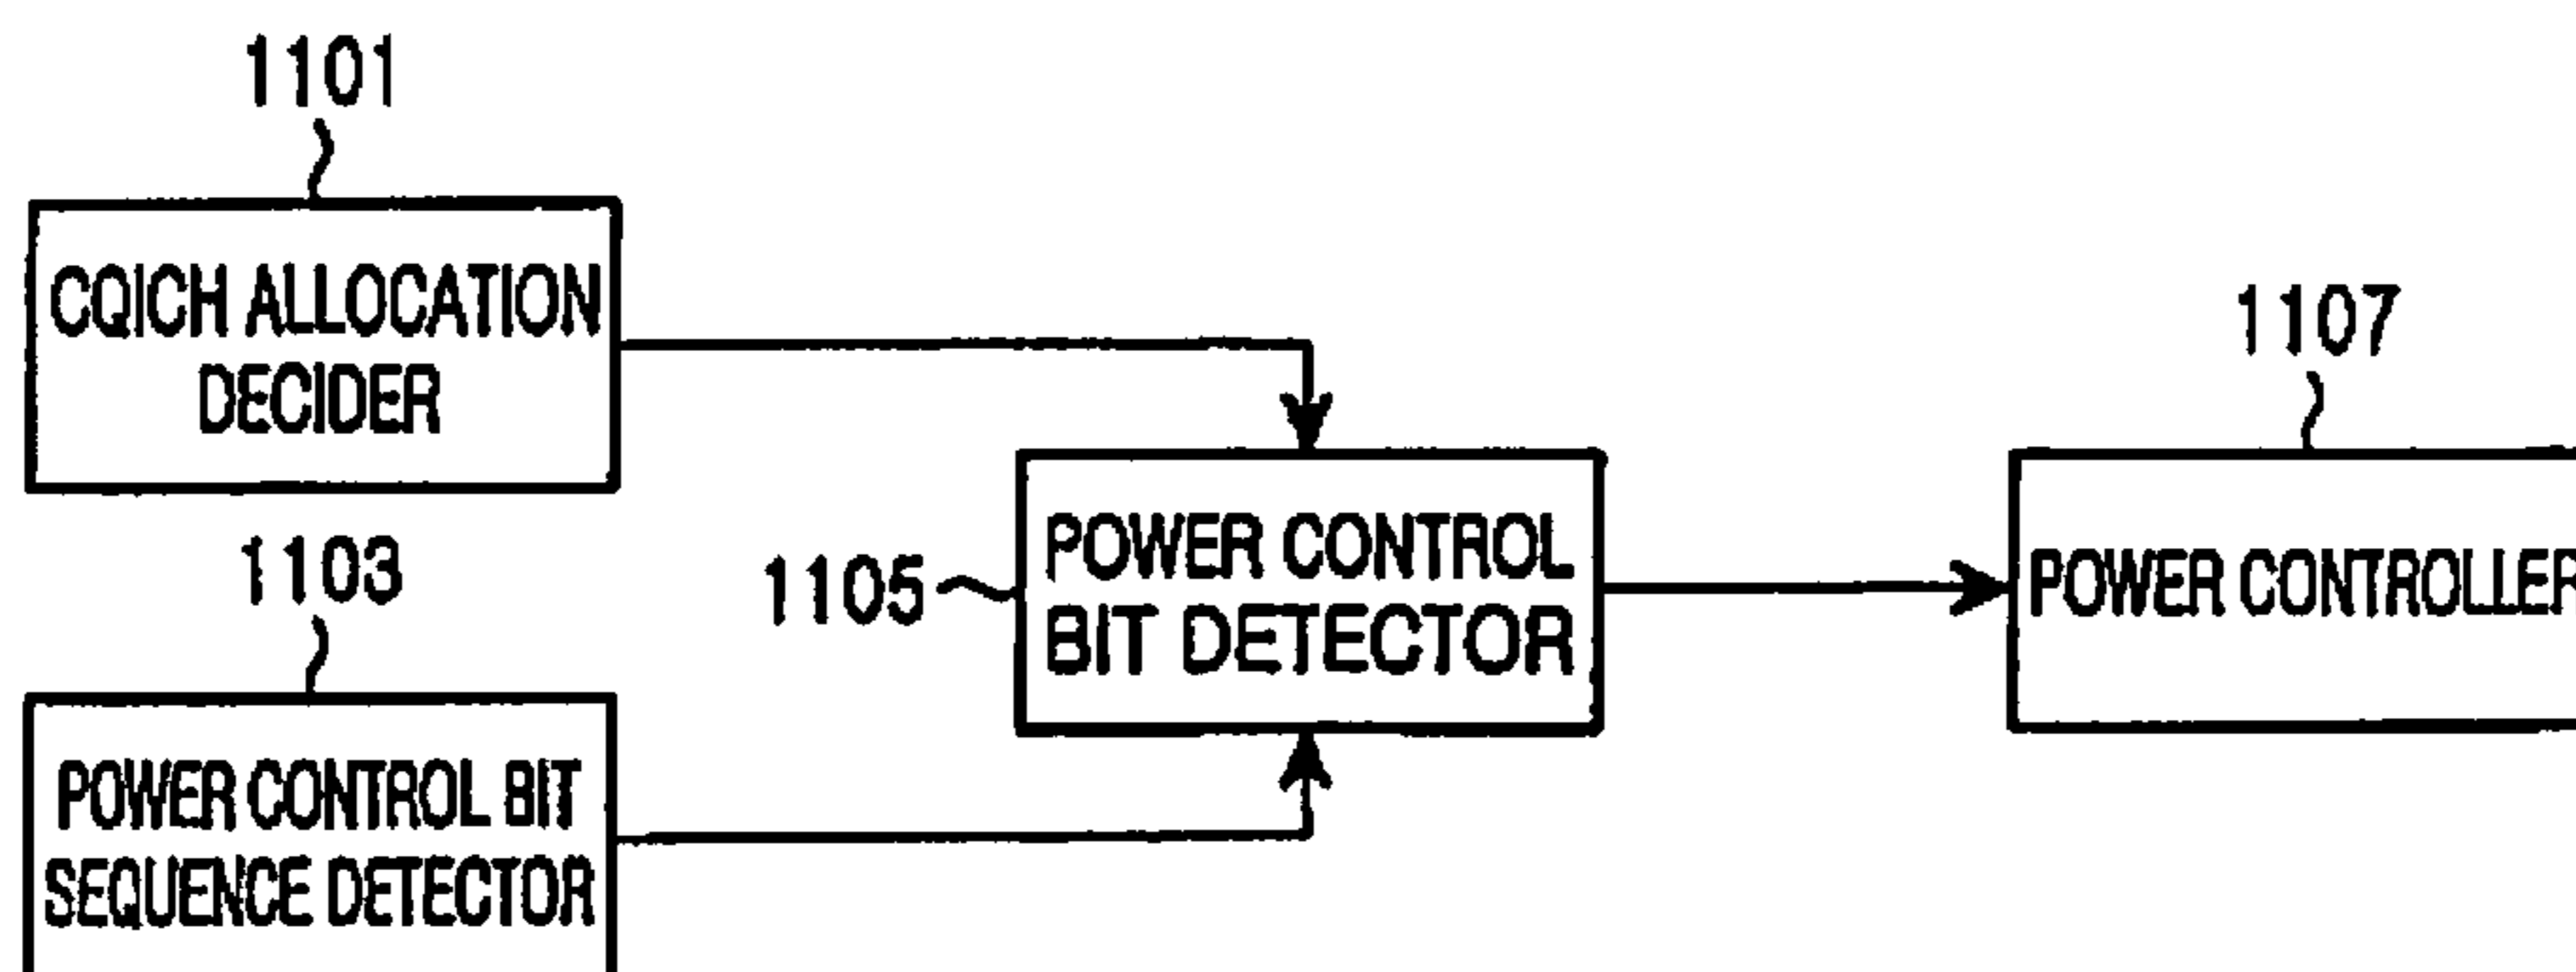 1101
CQICH ALLOCATION
DECIDER
1103
POWER CONTROL BIT
SEQUENCE DETECTOR
1105
POWER CONTROL
BIT DETECTOR
1107
POWER CONTROLLER